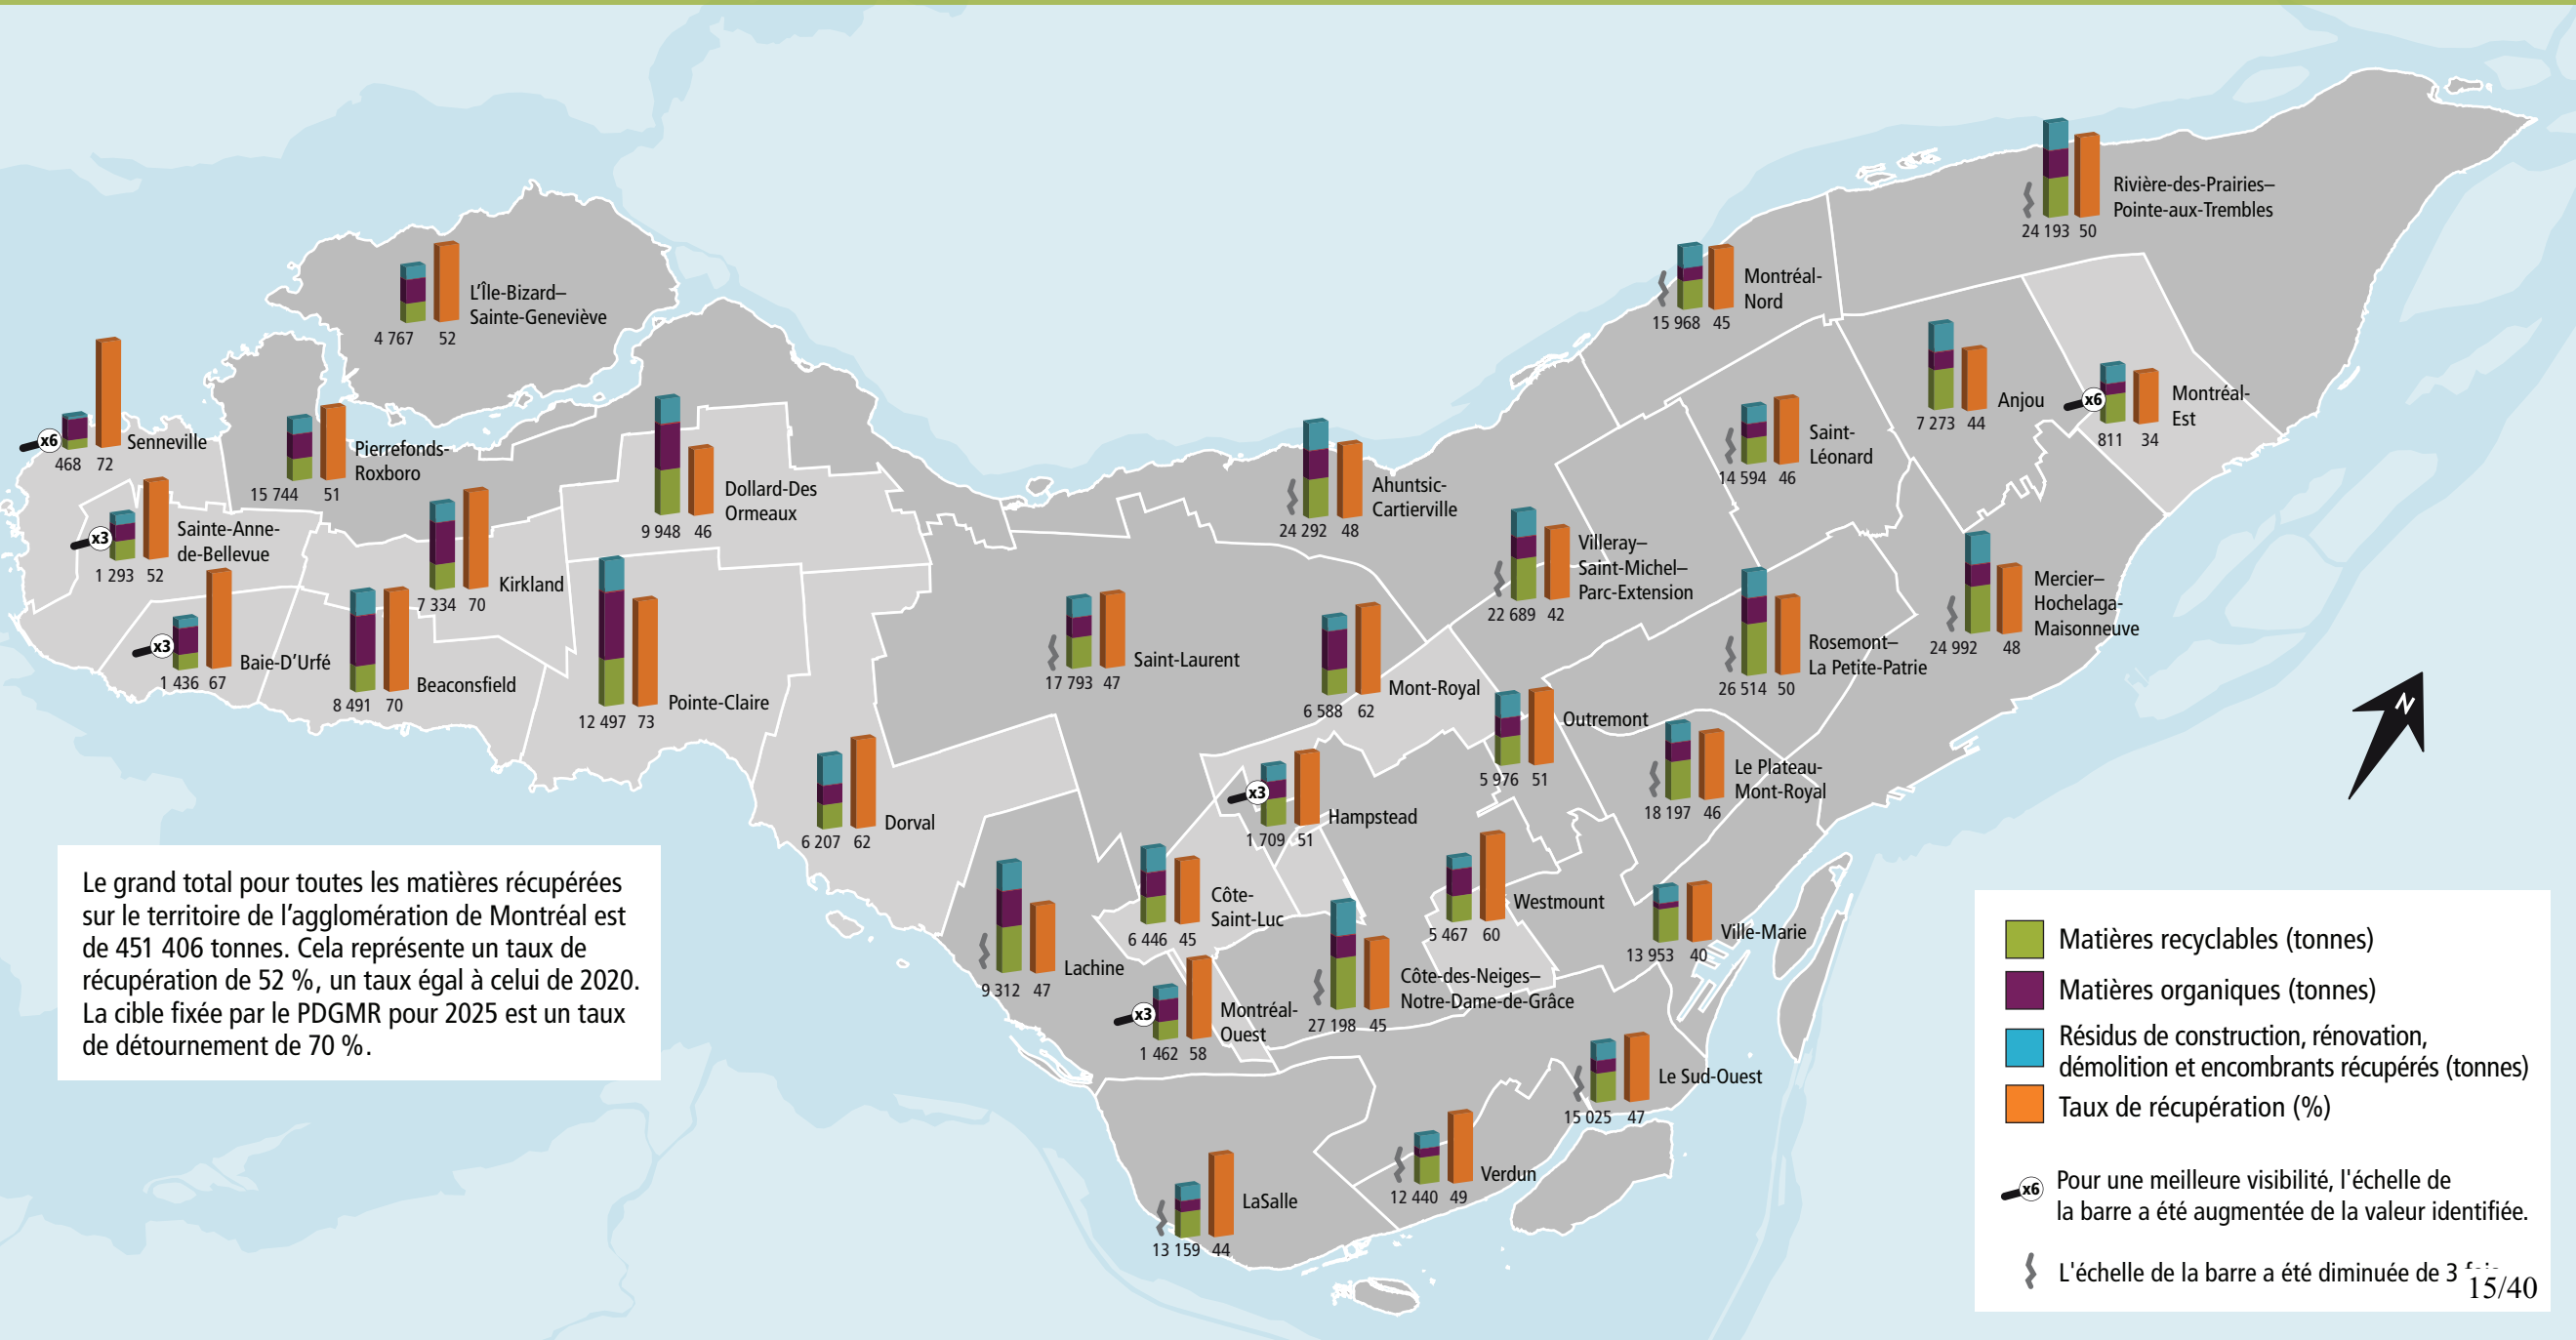 L'Île-Bizard–
Sainte-Geneviève
4 767 52
Senneville
x6
468 72
Pierrefonds-
Roxboro
15 744 51
Sainte-Anne-
de-Bellevue
x3
1 293 52
Kirkland
7 334 70
Baie-D'Urfé
x3
1 436 67
Beaconsfield
8 491 70
Dollard-Des
Ormeaux
9 948 46
Pointe-Claire
12 497 73
Dorval
6 207 62
Saint-Laurent
17 793 47
Lachine
9 312 47
Côte-
Saint-Luc
6 446 45
x3
Hampstead
1 709 51
x3
Montréal-
Ouest
1 462 58
Mont-Royal
6 588 62
Ahuntsic-
Cartierville
24 292 48
Villeray–
Saint-Michel–
Parc-Extension
22 689 42
Outremont
5 976 51
Westmount
5 467 60
Côte-des-Neiges–
Notre-Dame-de-Grâce
27 198 45
LaSalle
13 159 44
Verdun
12 440 49
Le Sud-Ouest
15 025 47
Ville-Marie
13 953 40
Le Plateau-
Mont-Royal
18 197 46
Rosemont–
La Petite-Patrie
26 514 50
Mercier–
Hochelaga-
Maisonneuve
24 992 48
Saint-
Léonard
14 594 46
Montréal-
Nord
15 968 45
Anjou
7 273 44
x6
Montréal-
Est
811 34
Rivière-des-Prairies–
Pointe-aux-Trembles
24 193 50
N
Le grand total pour toutes les matières récupérées
sur le territoire de l'agglomération de Montréal est
de 451 406 tonnes. Cela représente un taux de
récupération de 52 %, un taux égal à celui de 2020.
La cible fixée par le PDGMR pour 2025 est un taux
de détournement de 70 %.
Matières recyclables (tonnes)
Matières organiques (tonnes)
Résidus de construction, rénovation,
démolition et encombrants récupérés (tonnes)
Taux de récupération (%)
x6
Pour une meilleure visibilité, l'échelle de
la barre a été augmentée de la valeur identifiée.
L'échelle de la barre a été diminuée de 3
15/40